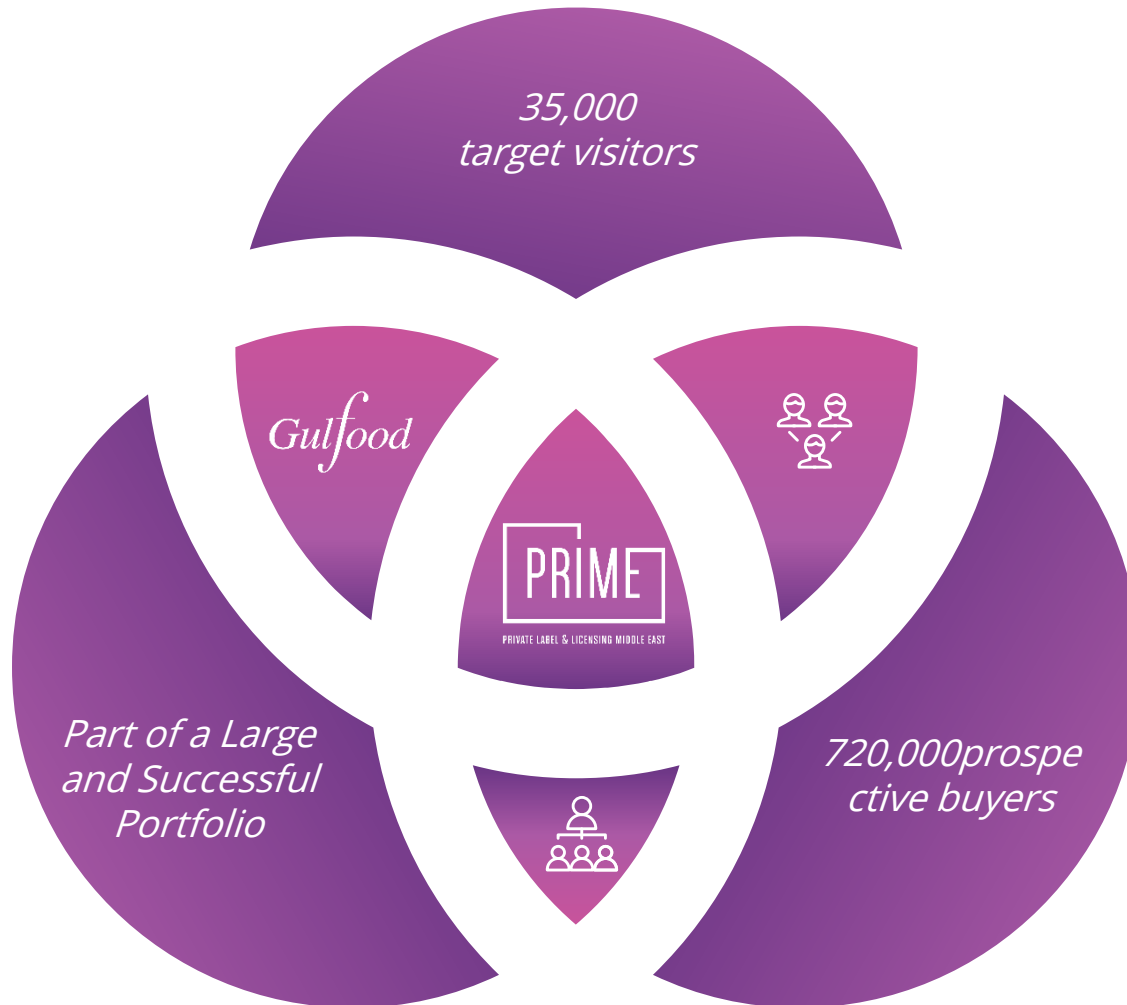 35,000
target visitors
Gulfood
PRIME
PRIVATE LABEL & LICENSING MIDDLE EAST
Part of a Large
and Successful
Portfolio
720,000prospe
ctive buyers